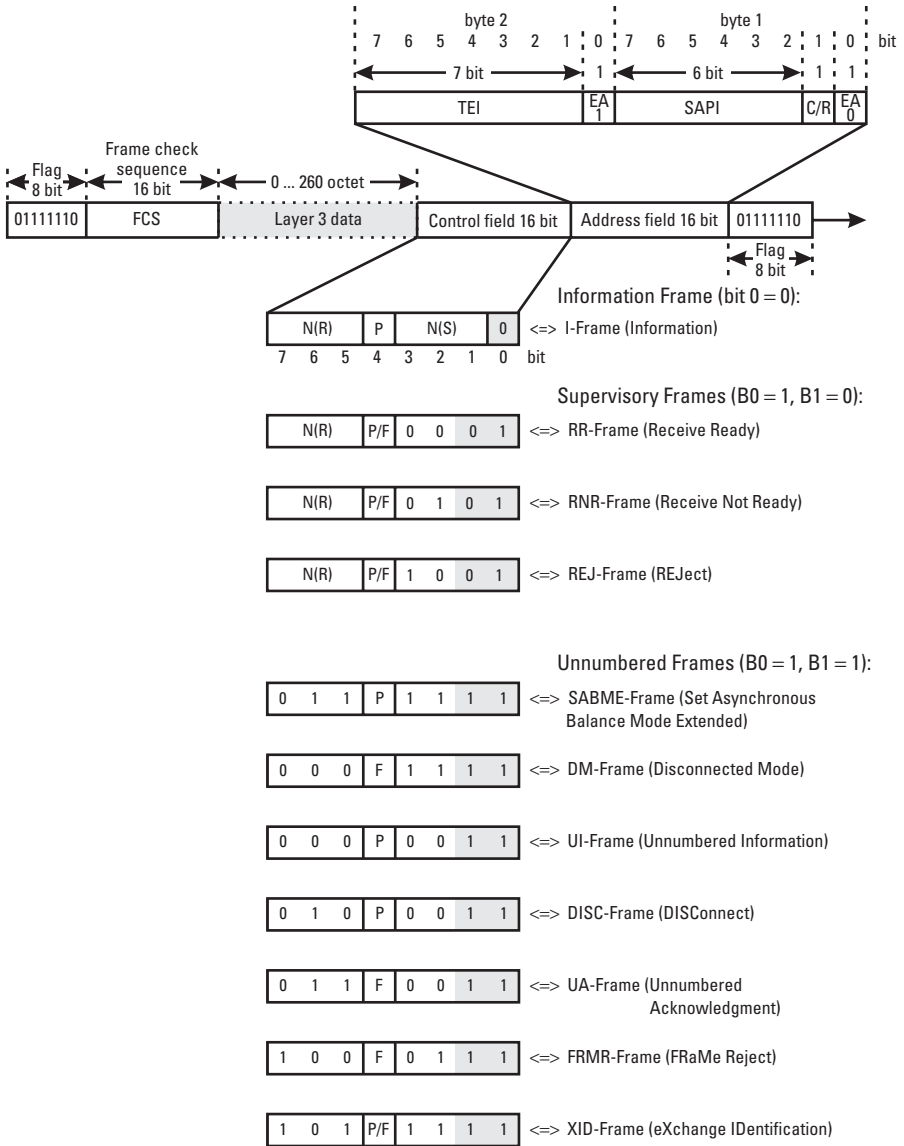 byte 2 byte 1
7 6 5 4 3 2 1 0 7 6 5 4 3 2 1 0 bit
7 bit 1 6 bit 1 1
TEI EA 1 SAPI C/R EA 0
Flag 8 bit
Frame check sequence 16 bit
0 ... 260 octet
01111110 FCS Layer 3 data Control field 16 bit Address field 16 bit 01111110
Flag 8 bit
Information Frame (bit 0 = 0):
N(R) P N(S) 0 <=> I-Frame (Information)
7 6 5 4 3 2 1 0 bit
Supervisory Frames (B0 = 1, B1 = 0):
N(R) P/F 0 0 0 1 <=> RR-Frame (Receive Ready)
N(R) P/F 0 1 0 1 <=> RNR-Frame (Receive Not Ready)
N(R) P/F 1 0 0 1 <=> REJ-Frame (REJect)
Unnumbered Frames (B0 = 1, B1 = 1):
0 1 1 P 1 1 1 1 <=> SABME-Frame (Set Asynchronous
Balance Mode Extended)
0 0 0 F 1 1 1 1 <=> DM-Frame (Disconnected Mode)
0 0 0 P 0 0 1 1 <=> UI-Frame (Unnumbered Information)
0 1 0 P 0 0 1 1 <=> DISC-Frame (DISConnect)
0 1 1 F 0 0 1 1 <=> UA-Frame (Unnumbered
Acknowledgment)
1 0 0 F 0 1 1 1 <=> FRMR-Frame (FRaMe Reject)
1 0 1 P/F 1 1 1 1 <=> XID-Frame (eXchange IDentification)